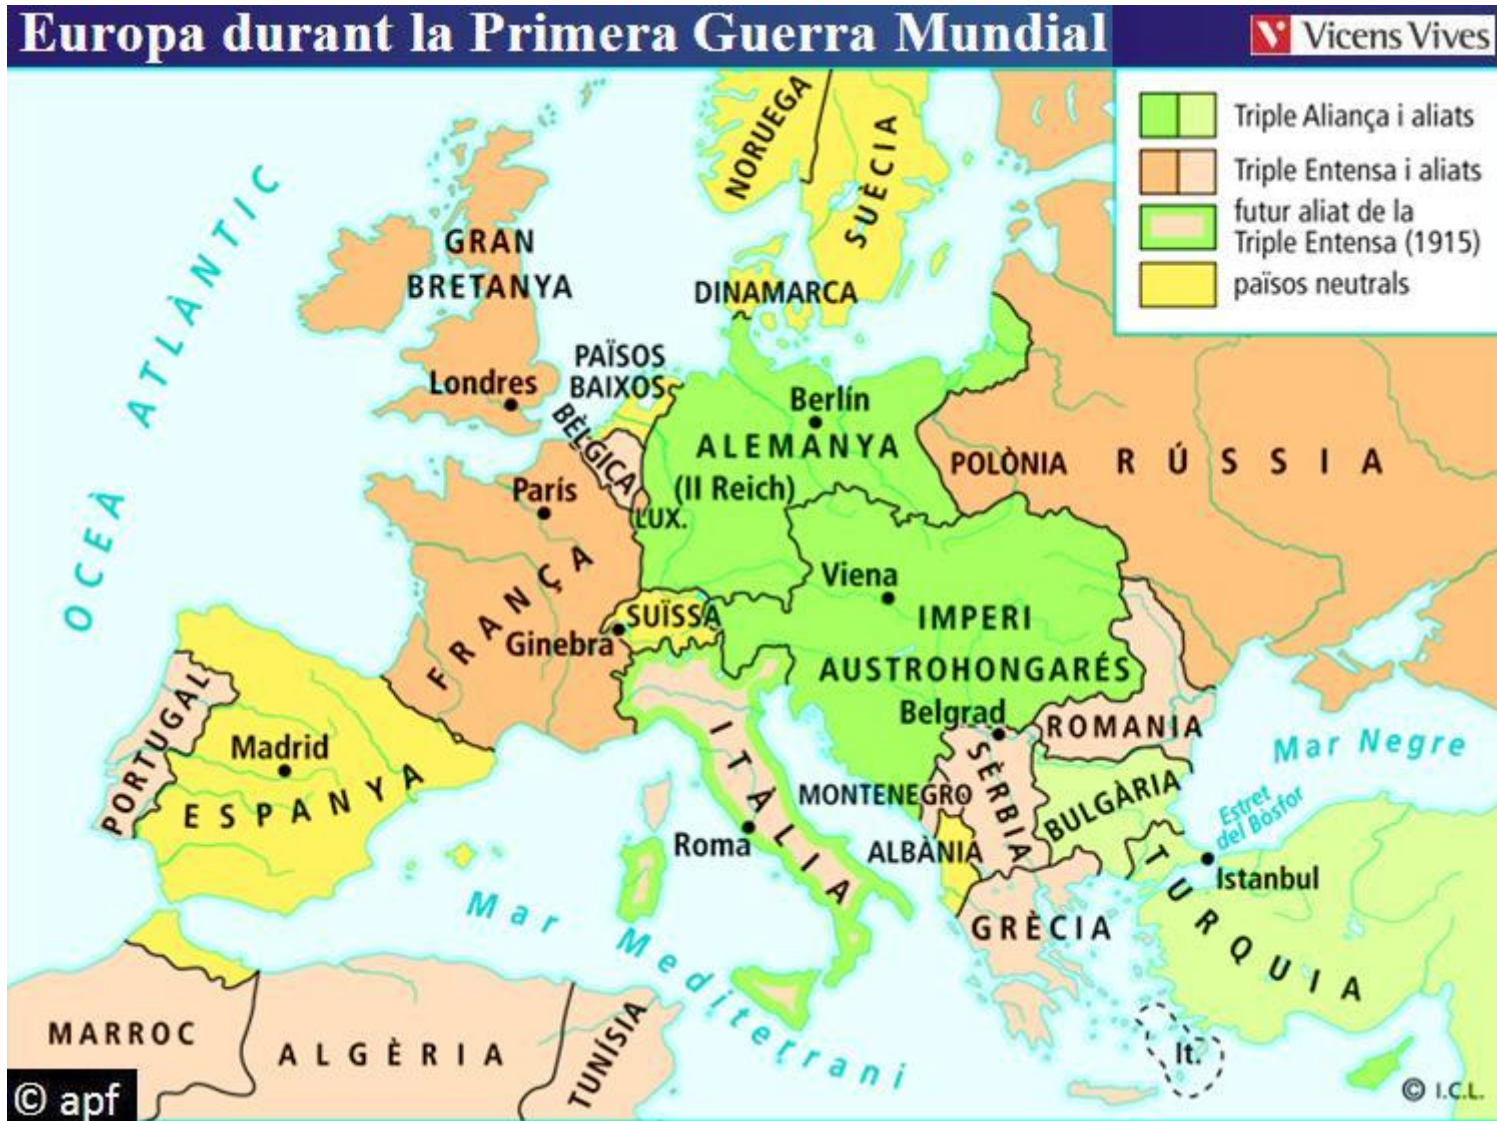 Europa durant la Primera Guerra Mundial
Vicens Vives
Triple Aliança i aliats
Triple Entensa i aliats
futur aliat de la
Triple Entensa (1915)
països neutrals
NORUEGA
SUÈCIA
OCEÀ ATLÀNTIC
GRAN
BRETANYA
DINAMARCA
PAÏSOS
BAIXOS
Londres
BÈLGICA
Berlín
ALEMANYA
(II Reich)
POLÒNIA
RÚSSIA
París
LUX.
FRANÇA
Viena
SUÏSSA
Ginebra
IMPERI
AUSTROHONGARÉS
Belgrad
ROMANIA
PORTUGAL
Madrid
ESPANYA
ITÀLIA
Roma
MONTENEGRO
SÈRBIA
BULGÀRIA
ALBÀNIA
Mar Negre
Estret
del Bòsfor
Istanbul
TURQUIA
GRÈCIA
Mar Mediterrani
MARROC
ALGÈRIA
TUNÍSIA
It.
© apf
© I.C.L.